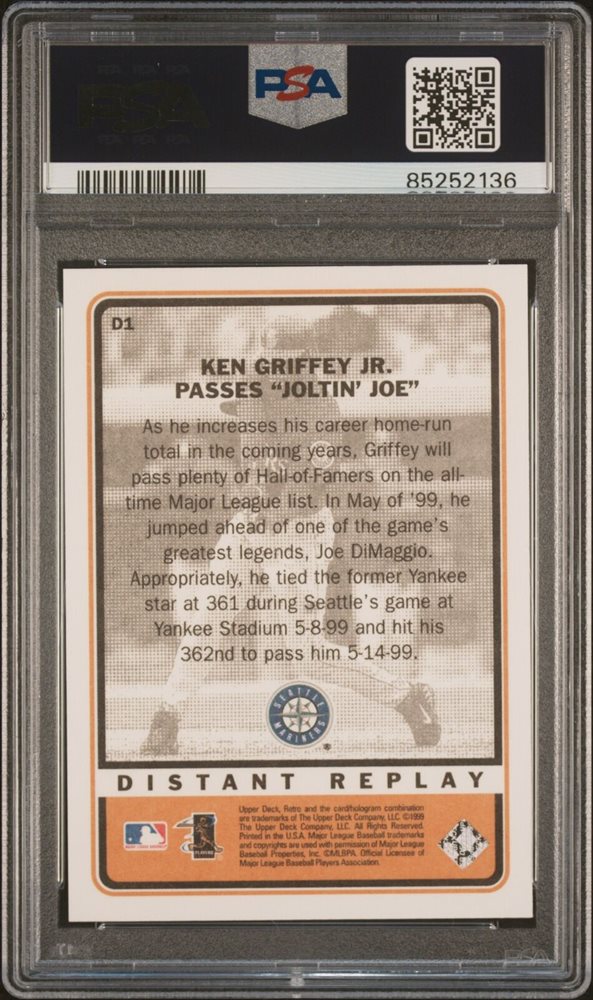 PSA
PSA
85252136
D1
KEN GRIFFEY JR.
PASSES “JOLTIN’ JOE”
As he increases his career home-run
total in the coming years, Griffey will
pass plenty of Hall-of-Famers on the all-
time Major League list. In May of ’99, he
jumped ahead of one of the game’s
greatest legends, Joe DiMaggio.
Appropriately, he tied the former Yankee
star at 361 during Seattle’s game at
Yankee Stadium 5-8-99 and hit his
362nd to pass him 5-14-99.
SEATTLE
MARINERS
®
DISTANT REPLAY
Upper Deck, Retro and the card/hologram combination
are trademarks of The Upper Deck Company, LLC. ©1999
The Upper Deck Company, LLC. All Rights Reserved.
Printed in the U.S.A. Major League Baseball trademarks
and copyrights are used with permission of Major League
Baseball Properties, Inc. ©MLBPA. Official Licensee of
Major League Baseball Players Association.
MAJOR LEAGUE BASEBALL
PLAYERS
PSA